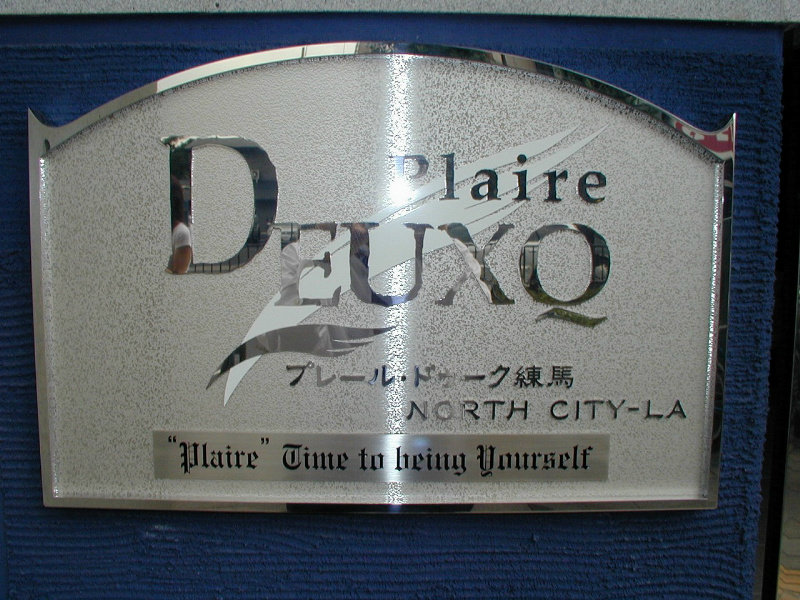 Plaire
DEUXQ
プレール・ドゥーク練馬
NORTH CITY-LA
"Plaire" Time to being Yourself